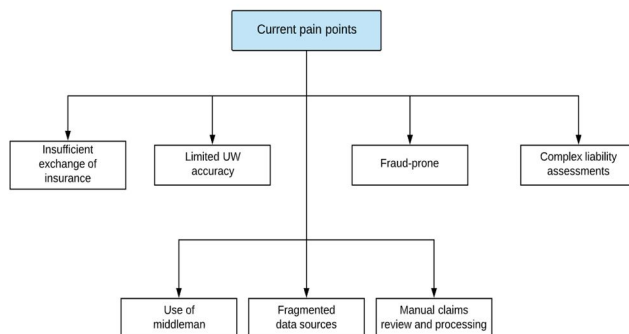 Current pain points
Insufficient
exchange of
insurance
Limited UW
accuracy
Fraud-prone
Complex liability
assessments
Use of
middleman
Fragmented
data sources
Manual claims
review and processing